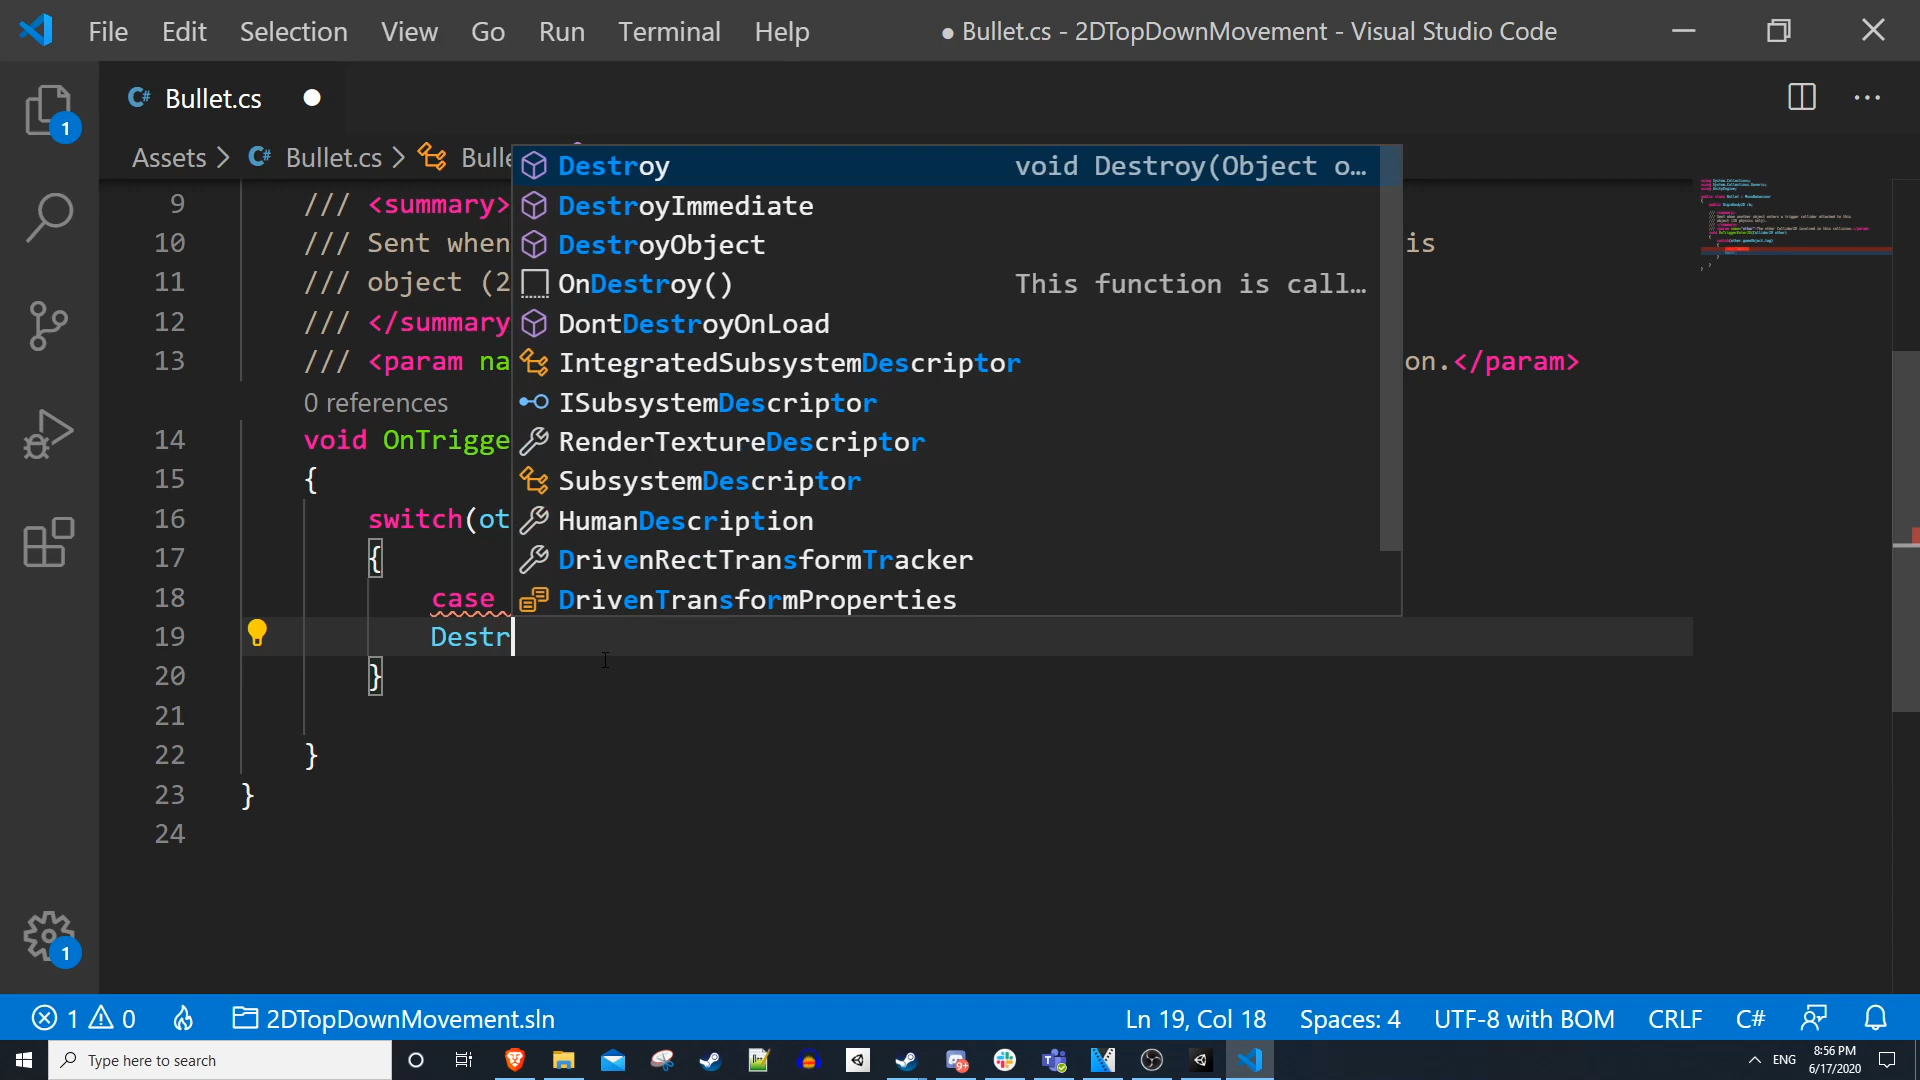 File Edit Selection View Go Run Terminal Help ● Bullet.cs - 2DTopDownMovement - Visual Studio Code
C# Bullet.cs ●
Assets > C# Bullet.cs > Bulle
9 /// <summary>
10 /// Sent when is
11 /// object (2
12 /// </summary
13 /// <param na on.</param>
0 references
14 void OnTrigge
15 {
16 switch(ot
17 {
18 case
19 Destr
20 }
21
22 }
23 }
24
Destroy void Destroy(Object o…
DestroyImmediate
DestroyObject
OnDestroy() This function is call…
DontDestroyOnLoad
IntegratedSubsystemDescriptor
ISubsystemDescriptor
RenderTextureDescriptor
SubsystemDescriptor
HumanDescription
DrivenRectTransformTracker
DrivenTransformProperties
1
1
1 0 2DTopDownMovement.sln Ln 19, Col 18 Spaces: 4 UTF-8 with BOM CRLF C#
Type here to search ENG 8:56 PM
6/17/2020